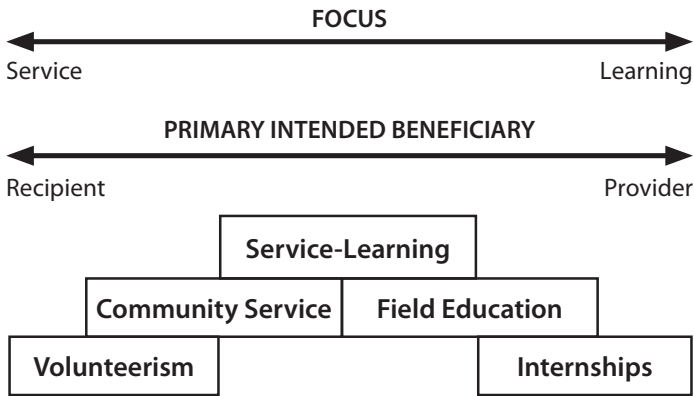 FOCUS
Service Learning
PRIMARY INTENDED BENEFICIARY
Recipient Provider
Service-Learning
Community Service Field Education
Volunteerism Internships